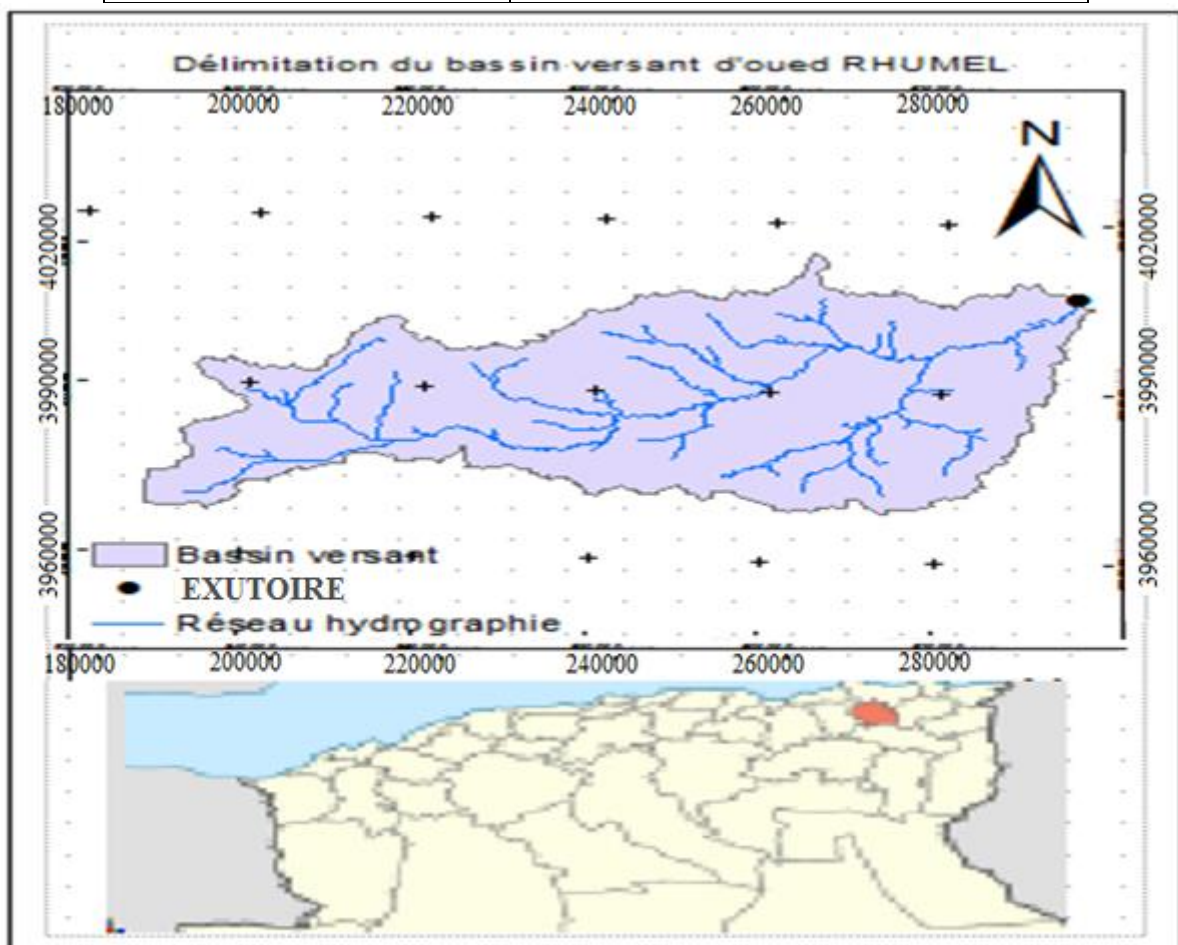 Délimitation du bassin versant d'oued RHUMEL
180000 200000 220000 240000 260000 280000
N
4020000 4020000
3990000 3990000
3960000 3960000
Bassin versant
EXUTOIRE
Réseau hydrographie
180000 200000 220000 240000 260000 280000